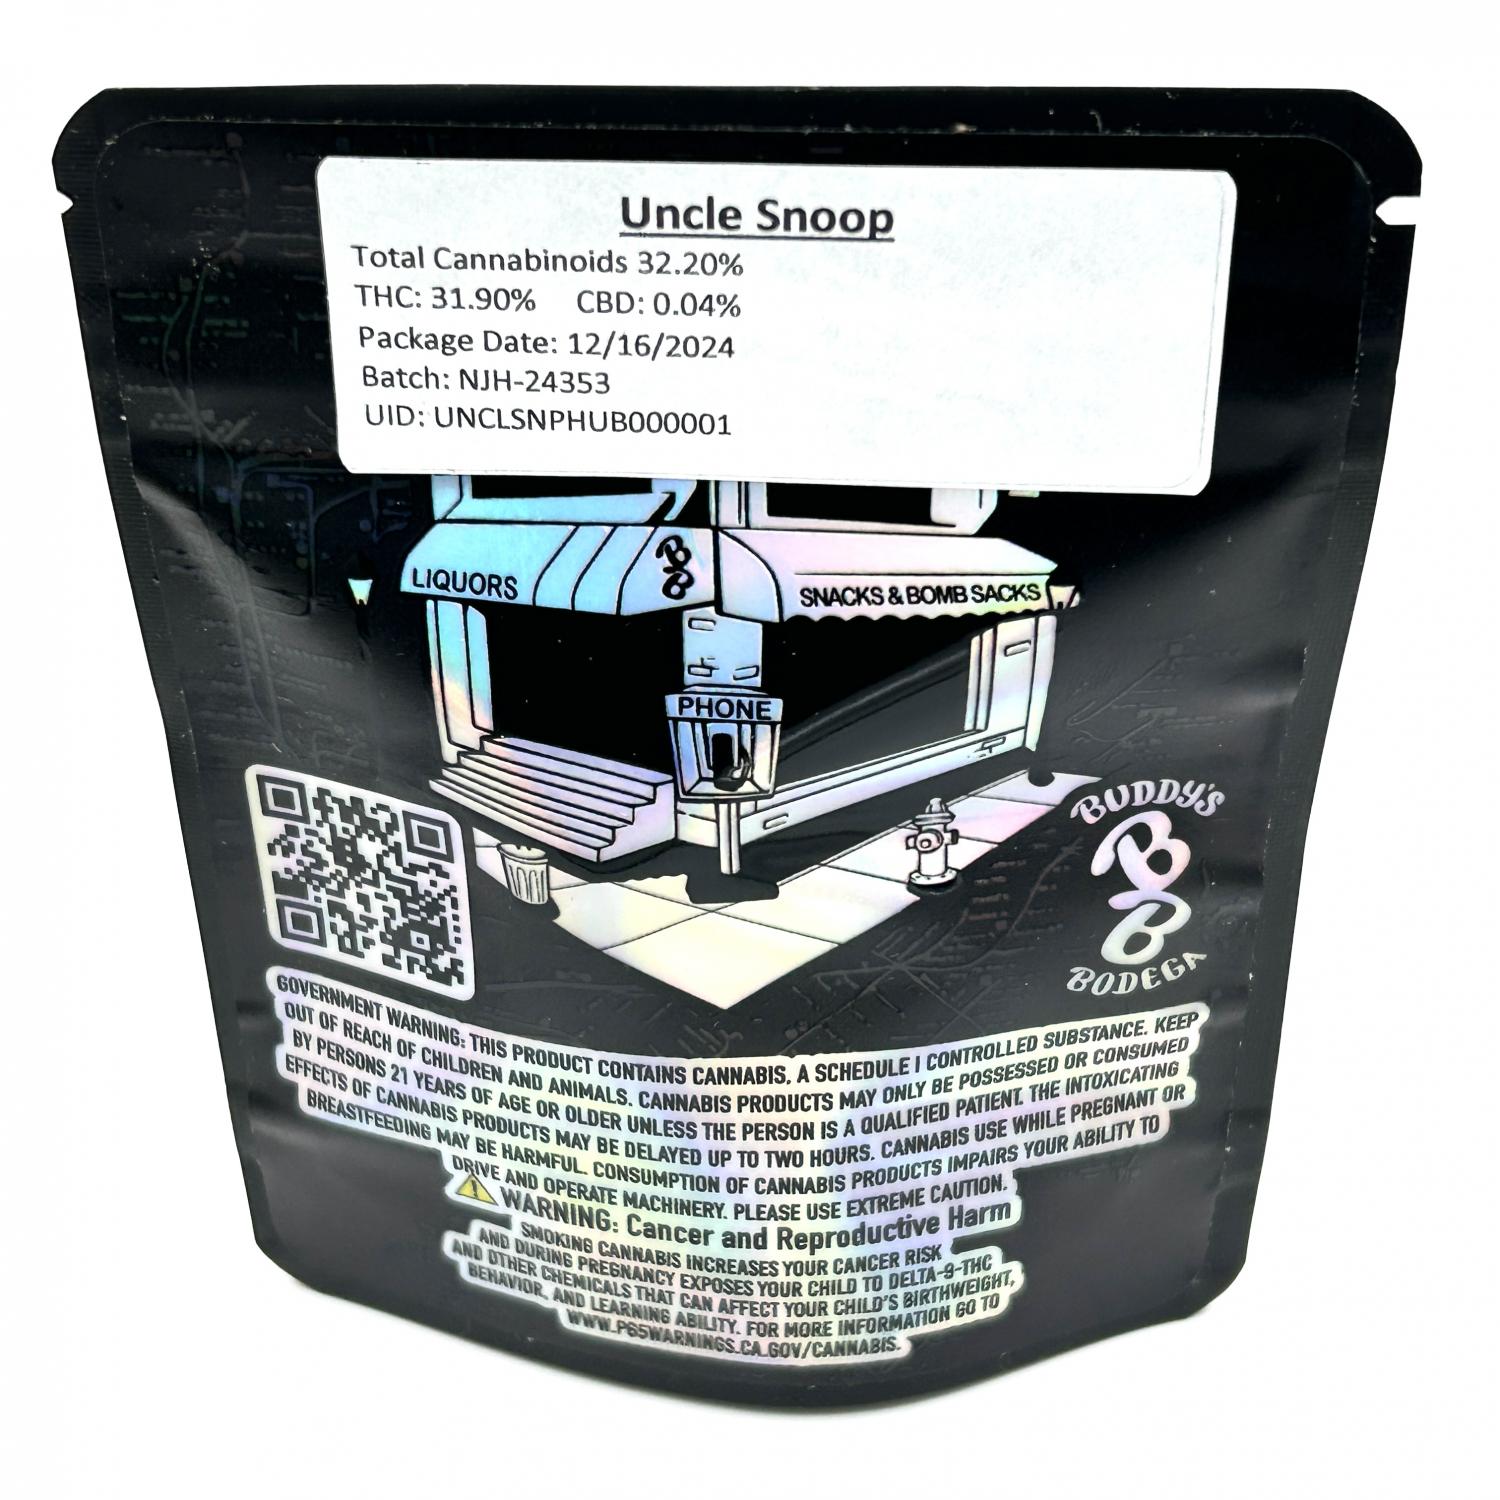 Uncle Snoop
Total Cannabinoids 32.20%
THC: 31.90% CBD: 0.04%
Package Date: 12/16/2024
Batch: NJH-24353
UID: UNCLSNPHUB000001
LIQUORS
BB
SNACKS & BOMB SACKS
PHONE
BUDDY'S
BB
BODEGA
GOVERNMENT WARNING: THIS PRODUCT CONTAINS CANNABIS, A SCHEDULE I CONTROLLED SUBSTANCE. KEEP
OUT OF REACH OF CHILDREN AND ANIMALS. CANNABIS PRODUCTS MAY ONLY BE POSSESSED OR CONSUMED
BY PERSONS 21 YEARS OF AGE OR OLDER UNLESS THE PERSON IS A QUALIFIED PATIENT. THE INTOXICATING
EFFECTS OF CANNABIS PRODUCTS MAY BE DELAYED UP TO TWO HOURS. CANNABIS USE WHILE PREGNANT OR
BREASTFEEDING MAY BE HARMFUL. CONSUMPTION OF CANNABIS PRODUCTS IMPAIRS YOUR ABILITY TO
DRIVE AND OPERATE MACHINERY. PLEASE USE EXTREME CAUTION.
WARNING: Cancer and Reproductive Harm
SMOKING CANNABIS INCREASES YOUR CANCER RISK
AND DURING PREGNANCY EXPOSES YOUR CHILD TO DELTA-9-THC
AND OTHER CHEMICALS THAT CAN AFFECT YOUR CHILD'S BIRTHWEIGHT,
BEHAVIOR, AND LEARNING ABILITY. FOR MORE INFORMATION GO TO
WWW.P65WARNINGS.CA.GOV/CANNABIS.